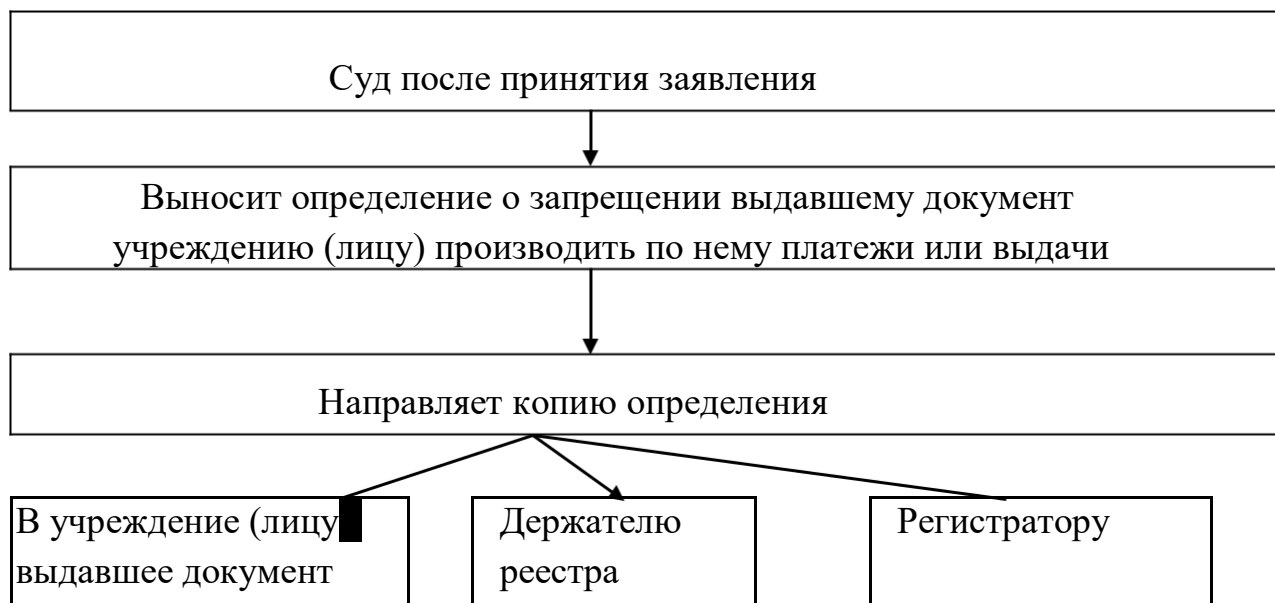 Суд после принятия заявления
Выносит определение о запрещении выдавшему документ
учреждению (лицу) производить по нему платежи или выдачи
Направляет копию определения
В учреждение (лицу
выдавшее документ
Держателю
реестра
Регистратору